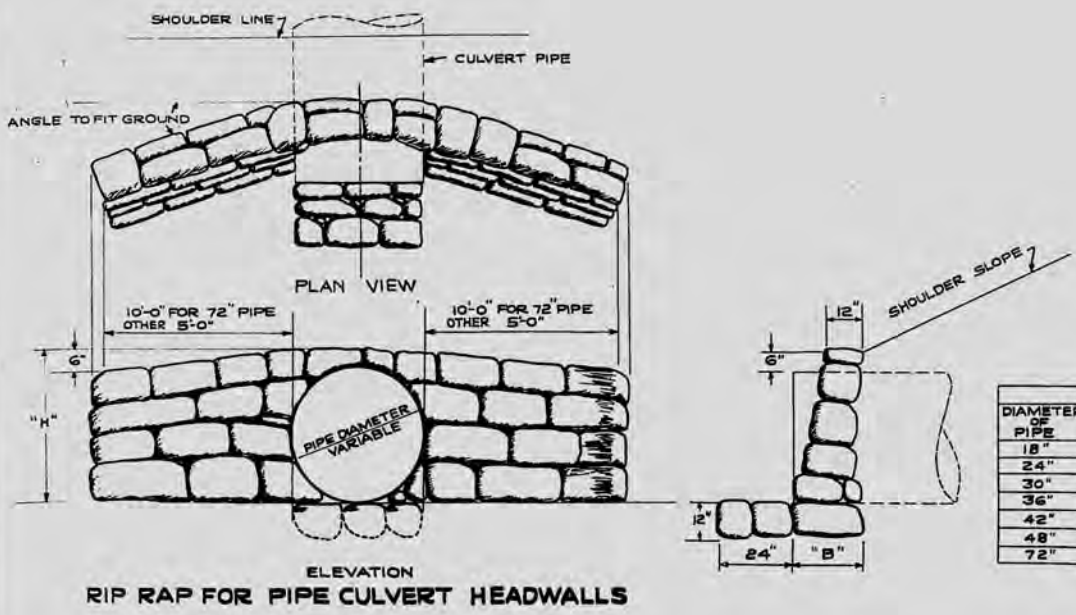 SHOULDER LINE
CULVERT PIPE
ANGLE TO FIT GROUND
PLAN VIEW
10'-0" FOR 72" PIPE
OTHER 5'-0"
10'-0" FOR 72" PIPE
OTHER 5'-0"
6"
"H"
PIPE DIAMETER
VARIABLE
SHOULDER SLOPE
12"
6"
12"
24"
"B"
DIAMETER
OF
PIPE
18"
24"
30"
36"
42"
48"
72"
ELEVATION
RIP RAP FOR PIPE CULVERT HEADWALLS